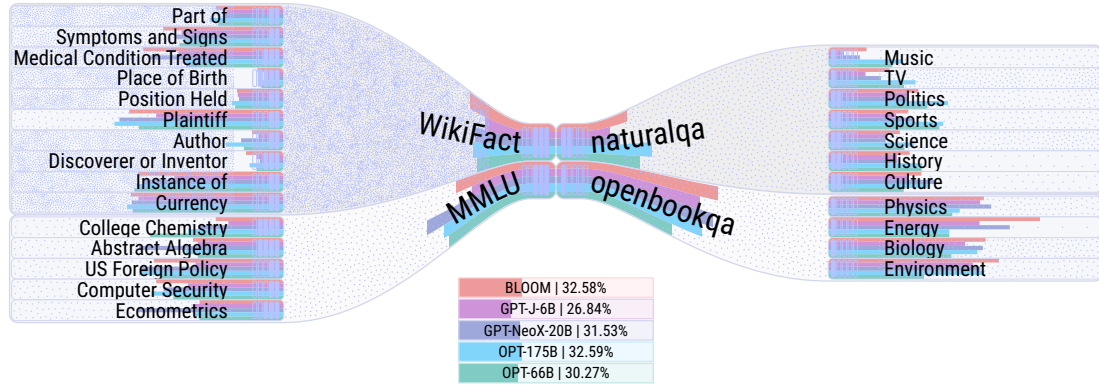 Part of
Symptoms and Signs
Medical Condition Treated
Place of Birth
Position Held
Plaintiff
Author
Discoverer or Inventor
Instance of
Currency
College Chemistry
Abstract Algebra
US Foreign Policy
Computer Security
Econometrics
WikiFact
MMLU
naturalqa
openbookqa
Music
TV
Politics
Sports
Science
History
Culture
Physics
Energy
Biology
Environment
BLOOM | 32.58%
GPT-J-6B | 26.84%
GPT-NeoX-20B | 31.53%
OPT-175B | 32.59%
OPT-66B | 30.27%